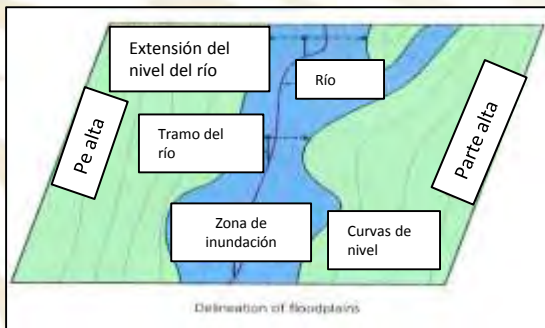 Extensión del
nivel del río
Río
Pe alta
Parte alta
Tramo del
río
Zona de
inundación
Curvas de
nivel
Delineation of floodplains